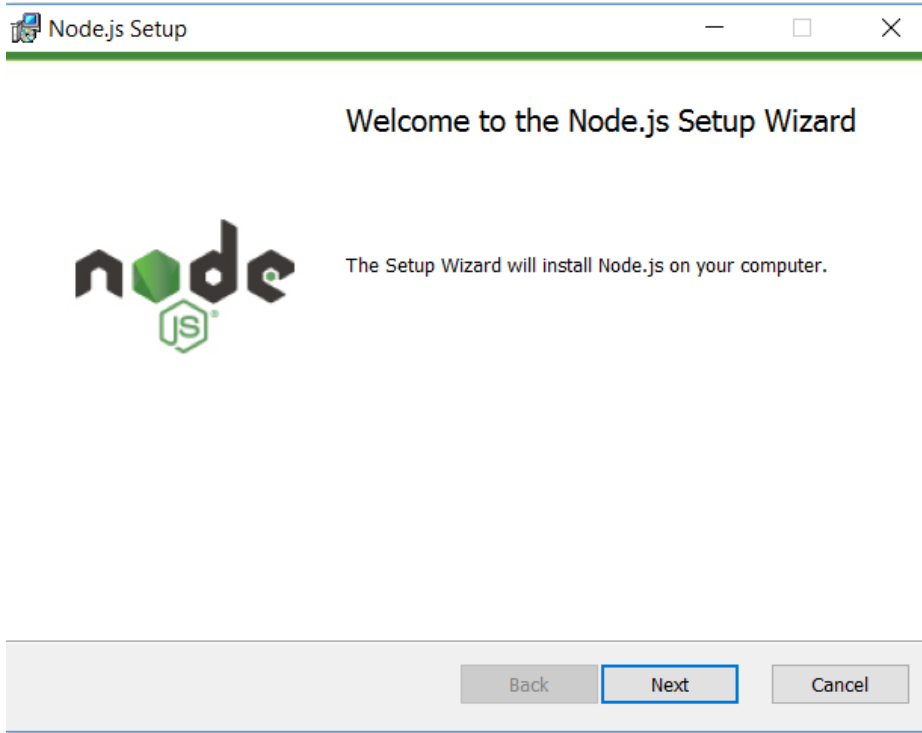 Node.js Setup
Welcome to the Node.js Setup Wizard
node
JS®
The Setup Wizard will install Node.js on your computer.
Back
Next
Cancel